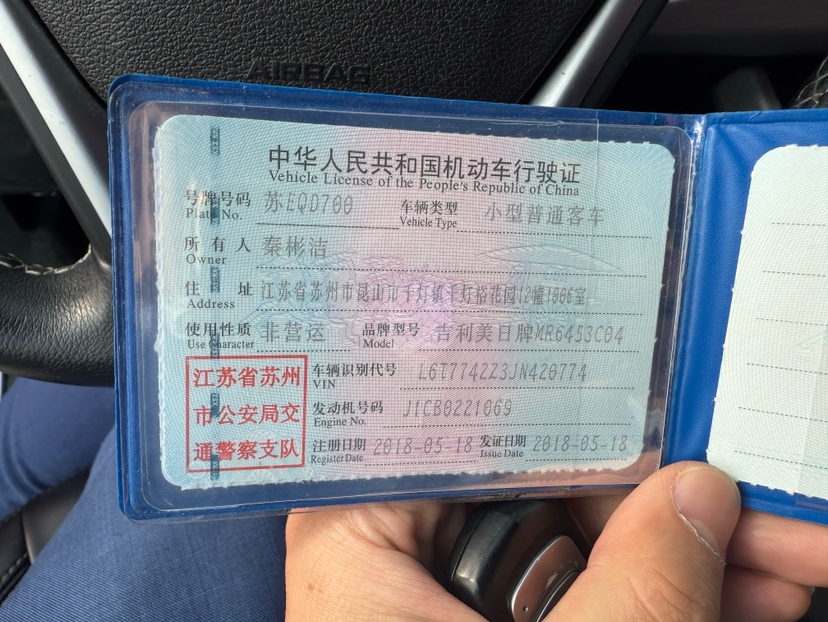 AIRBAG
中华人民共和国机动车行驶证
Vehicle License of the People's Republic of China
号牌号码 苏EQD700 车辆类型 小型普通客车
Plate No. Vehicle Type
所有人 秦彬洁
Owner
住址 江苏省苏州市昆山市千灯镇千灯裕花园12幢1006室
Address
使用性质 非营运 品牌型号 吉利美日牌MR6453C04
Use Character Model
江苏省苏州
市公安局交
通警察支队
车辆识别代号 L6T7742Z3JN420774
VIN
发动机号码 J1CB0221069
Engine No.
注册日期 2018-05-18 发证日期 2018-05-18
Register Date Issue Date